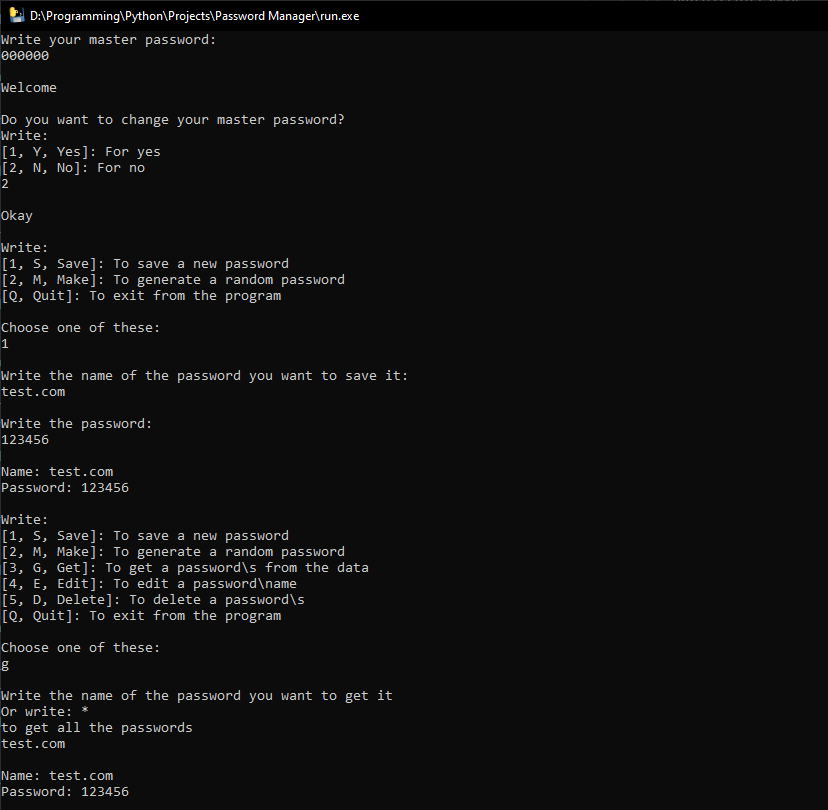 D:\Programming\Python\Projects\Password Manager\run.exe
Write your master password:
000000
Welcome
Do you want to change your master password?
Write:
[1, Y, Yes]: For yes
[2, N, No]: For no
2
Okay
Write:
[1, S, Save]: To save a new password
[2, M, Make]: To generate a random password
[Q, Quit]: To exit from the program
Choose one of these:
1
Write the name of the password you want to save it:
test.com
Write the password:
123456
Name: test.com
Password: 123456
Write:
[1, S, Save]: To save a new password
[2, M, Make]: To generate a random password
[3, G, Get]: To get a password\s from the data
[4, E, Edit]: To edit a password\name
[5, D, Delete]: To delete a password\s
[Q, Quit]: To exit from the program
Choose one of these:
g
Write the name of the password you want to get it
Or write: *
to get all the passwords
test.com
Name: test.com
Password: 123456